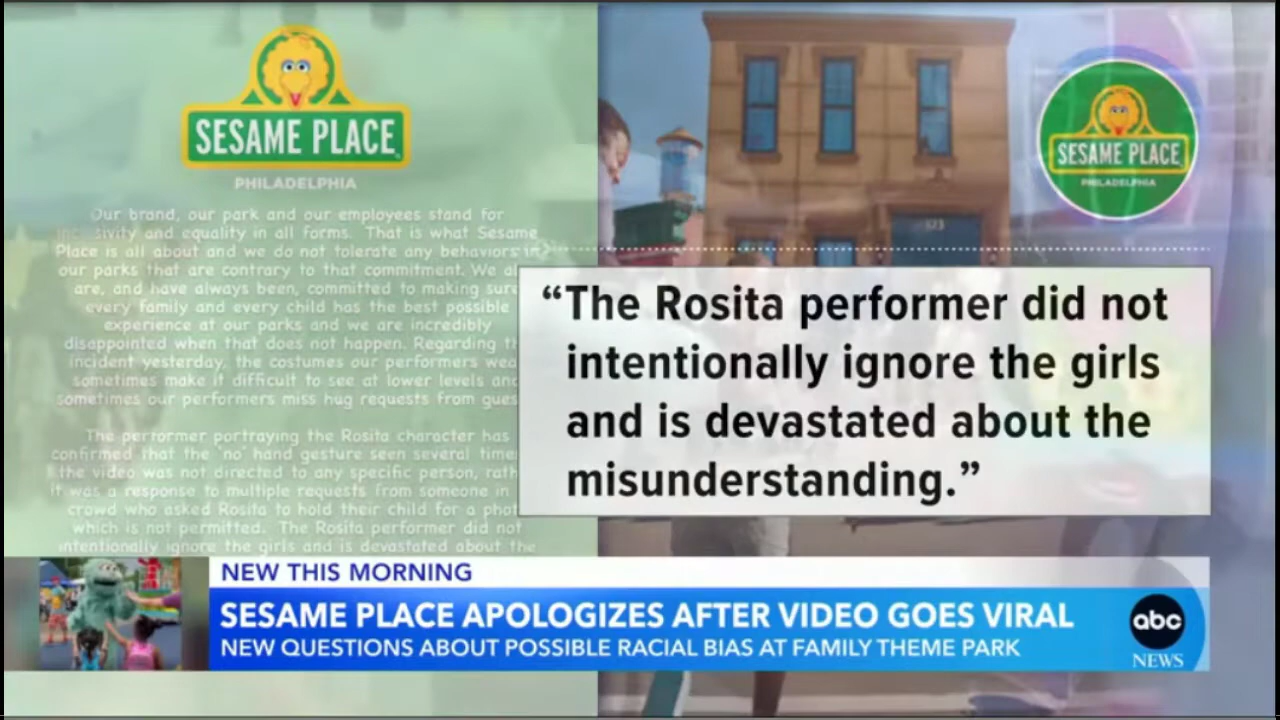 SESAME PLACE
PHILADELPHIA
Our brand, our park and our employees stand for
sivity and equality in all forms. That is what Sesame
Place is all about and we do not tolerate any behaviors in
our parks that are contrary to that commitment. We al
are, and have always been, committed to making sure
every family and every child has the best possible
experience at our parks and we are incredibly
disappointed when that does not happen. Regarding th
incident yesterday, the costumes our performers wea
sometimes make it difficult to see at lower levels and
sometimes our performers miss hug requests from gues
The performer portraying the Rosita character has
confirmed that the 'no' hand gesture seen several time
the video was not directed to any specific person, rath
it was a response to multiple requests from someone in
crowd who asked Rosita to hold their child for a phot
which is not permitted. The Rosita performer did not
intentionally ignore the girls and is devastated about the
323
SESAME PLACE
PHILADELPHIA
“The Rosita performer did not
intentionally ignore the girls
and is devastated about the
misunderstanding.”
NEW THIS MORNING
SESAME PLACE APOLOGIZES AFTER VIDEO GOES VIRAL
NEW QUESTIONS ABOUT POSSIBLE RACIAL BIAS AT FAMILY THEME PARK
abc
NEWS